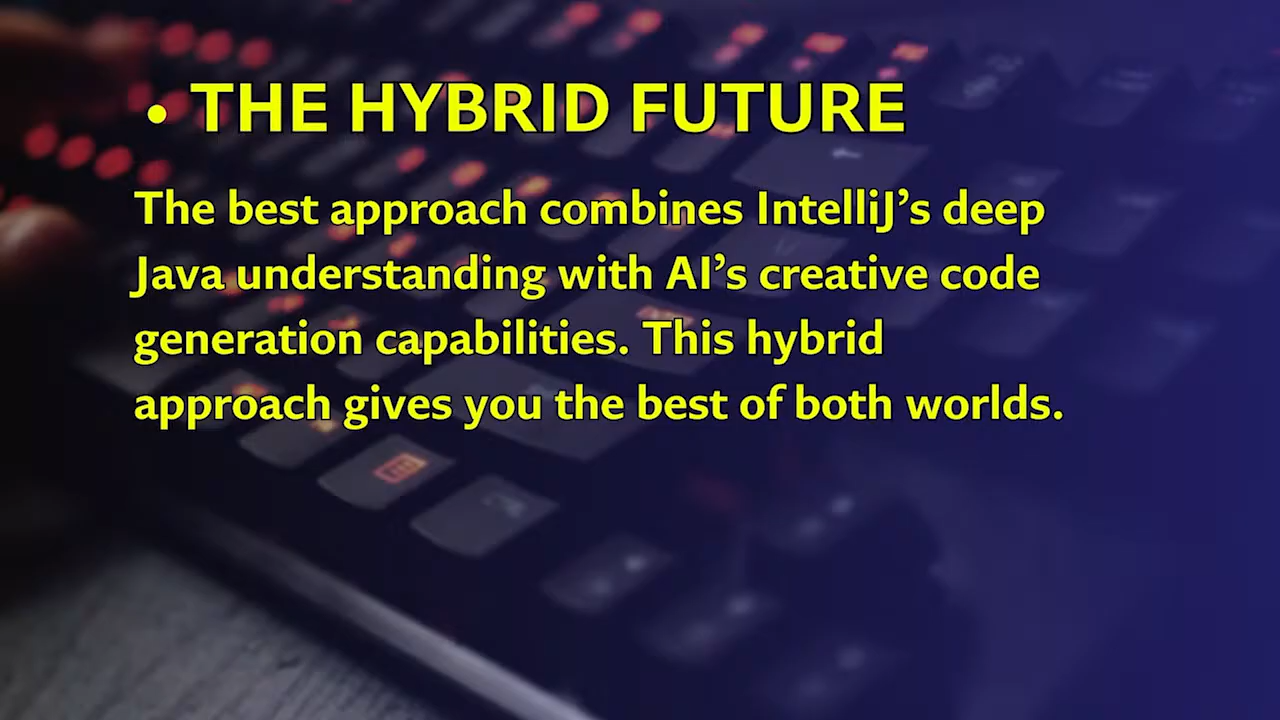 • THE HYBRID FUTURE
The best approach combines IntelliJ’s deep
Java understanding with AI’s creative code
generation capabilities. This hybrid
approach gives you the best of both worlds.